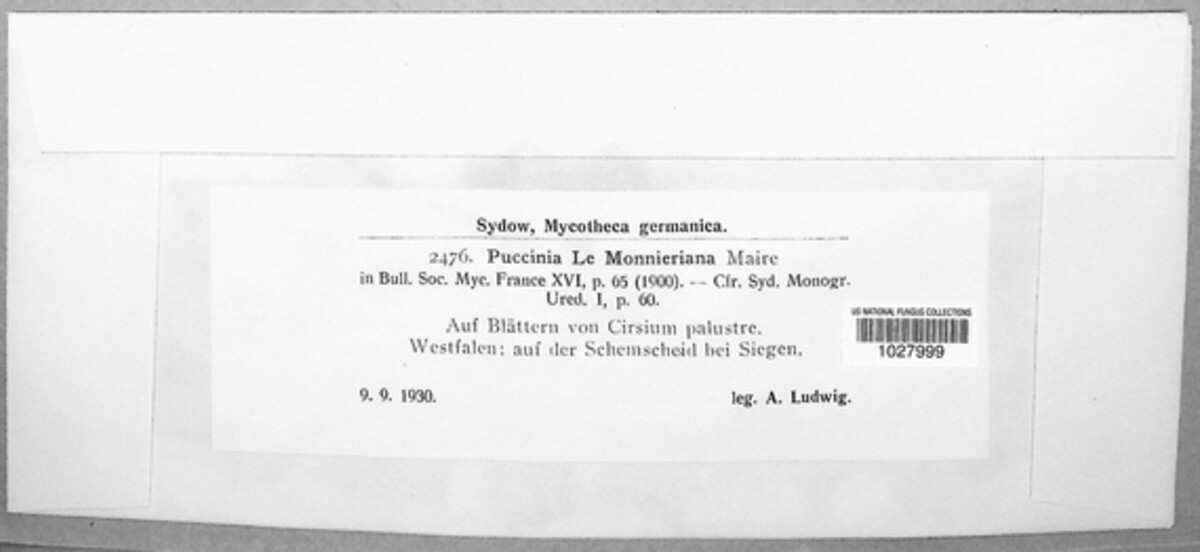 Sydow, Mycotheca germanica.
2476. Puccinia Le Monnieriana Maire
in Bull. Soc. Myc. France XVI, p. 65 (1900). -- Cfr. Syd. Monogr.
Ured. I, p. 60.
Auf Blättern von Cirsium palustre.
Westfalen: auf der Schemscheid bei Siegen.
9. 9. 1930. leg. A. Ludwig.
US NATIONAL FUNGUS COLLECTIONS
1027999